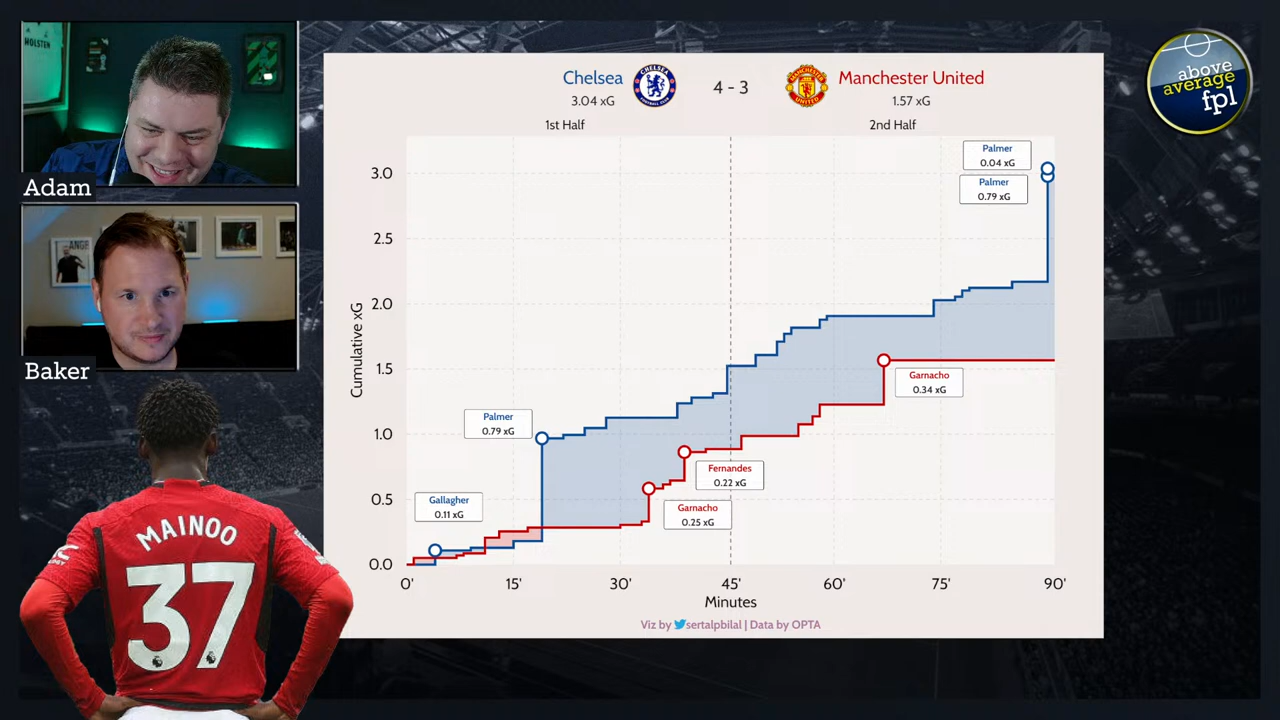 HOLSTEN
Adam
ANGR
Baker
MAINOO
37
above
average
fpl
Chelsea
3.04 xG
4 - 3
Manchester United
1.57 xG
1st Half
2nd Half
Cumulative xG
3.0
2.5
2.0
1.5
1.0
0.5
0.0
Palmer
0.04 xG
Palmer
0.79 xG
Garnacho
0.34 xG
Palmer
0.79 xG
Fernandes
0.22 xG
Gallagher
0.11 xG
Garnacho
0.25 xG
0' 15' 30' 45' 60' 75' 90'
Minutes
Viz by sertalpbilal | Data by OPTA